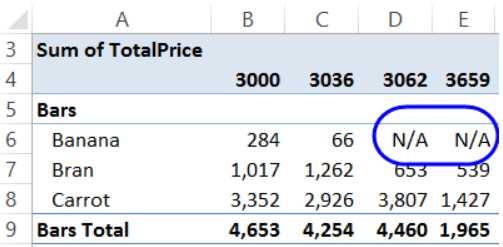 A B C D E
3 Sum of TotalPrice
4 3000 3036 3062 3659
5 Bars
6 Banana 284 66 N/A N/A
7 Bran 1,017 1,262 653 539
8 Carrot 3,352 2,926 3,807 1,427
9 Bars Total 4,653 4,254 4,460 1,965